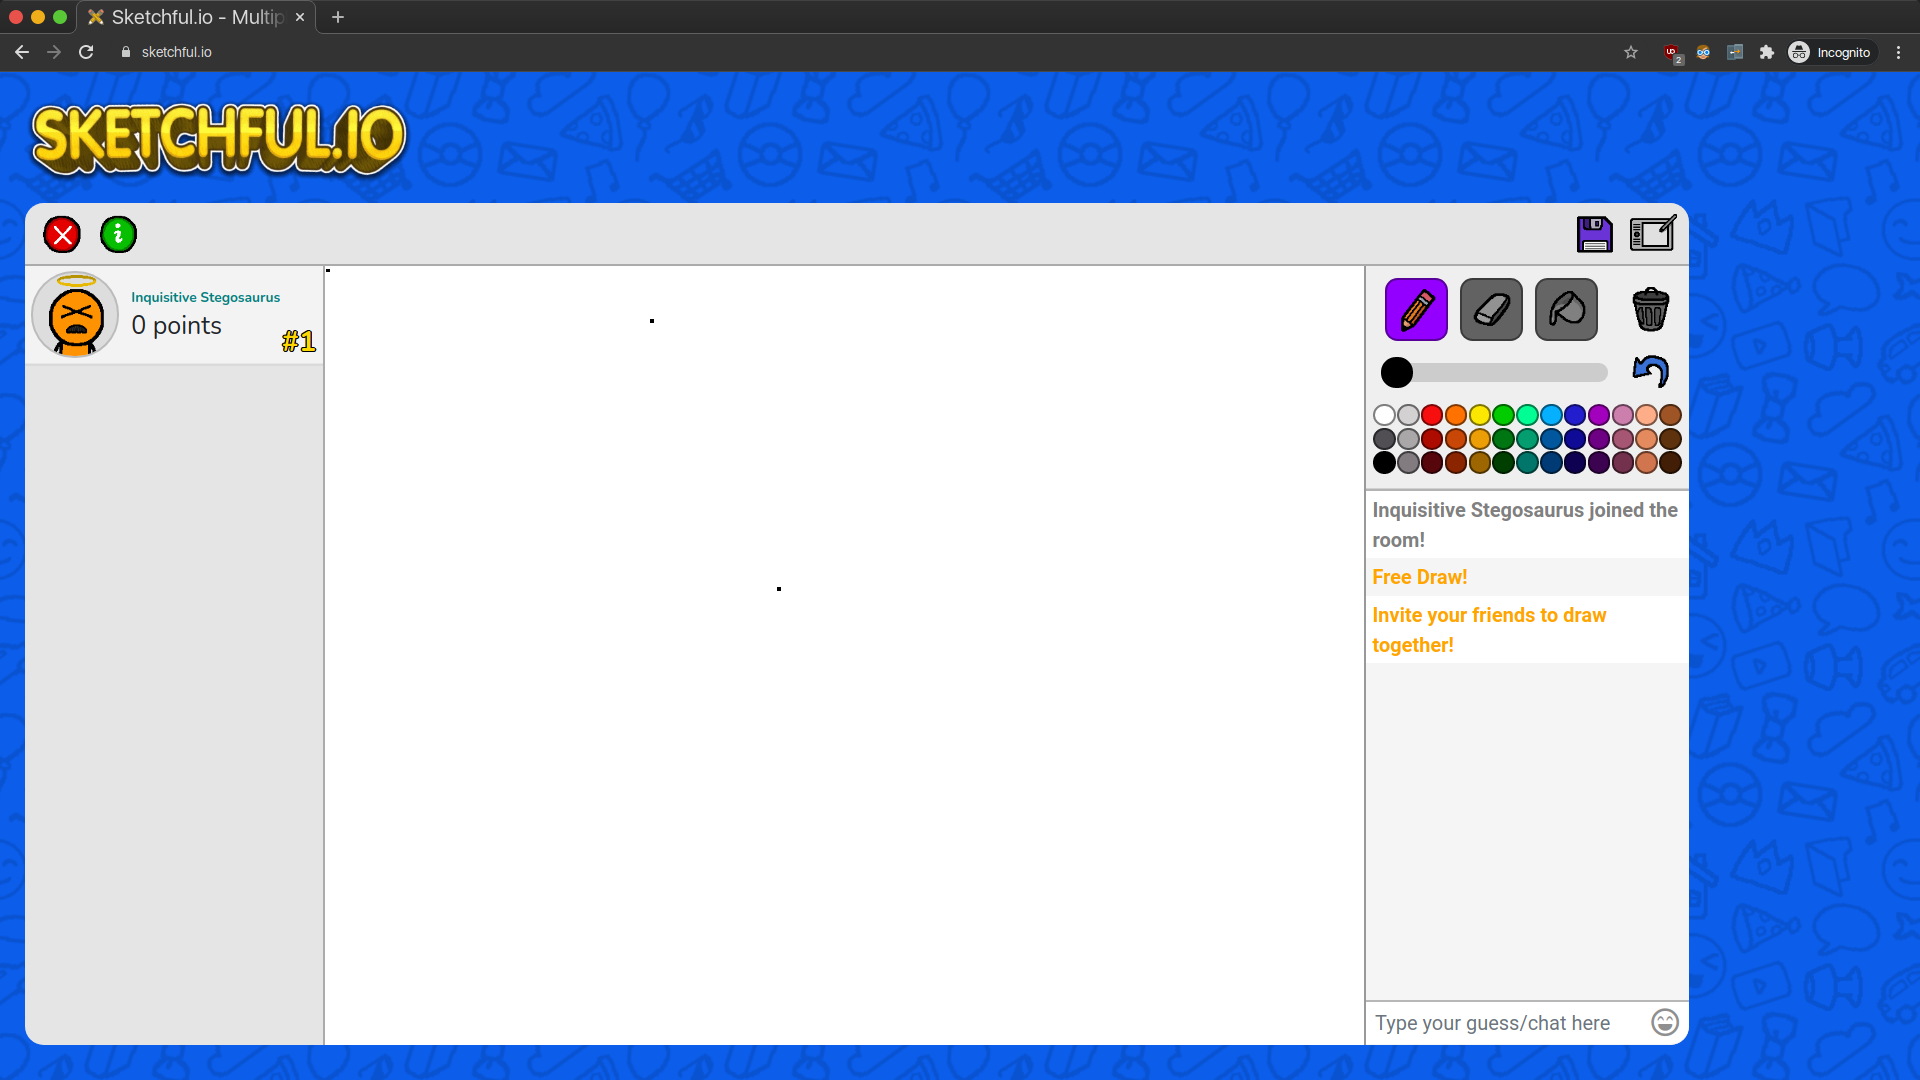 Sketchful.io - Multip
sketchful.io
2
Incognito
SKETCHFUL.IO
Inquisitive Stegosaurus
0 points
#1
Inquisitive Stegosaurus joined the
room!
Free Draw!
Invite your friends to draw
together!
Type your guess/chat here